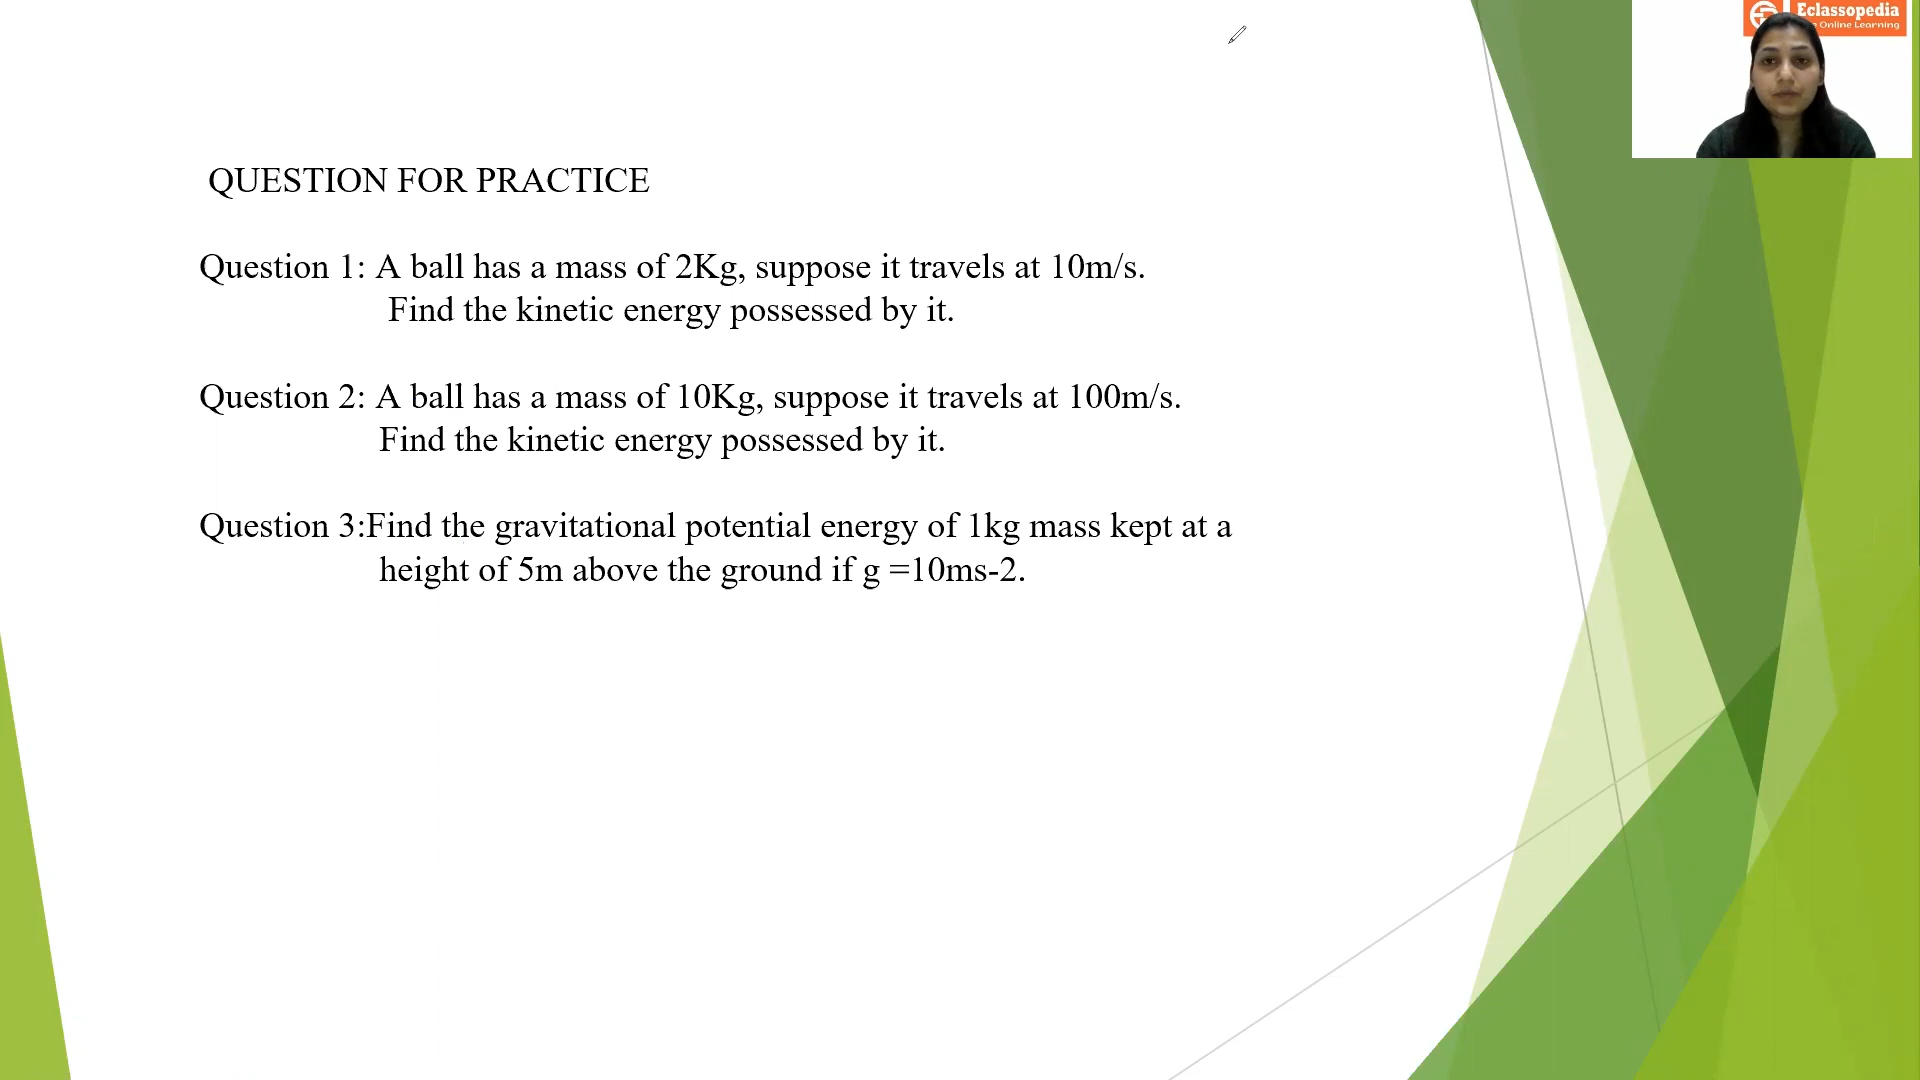 Eclassopedia
Online Learning
QUESTION FOR PRACTICE
Question 1: A ball has a mass of 2Kg, suppose it travels at 10m/s.
Find the kinetic energy possessed by it.
Question 2: A ball has a mass of 10Kg, suppose it travels at 100m/s.
Find the kinetic energy possessed by it.
Question 3:Find the gravitational potential energy of 1kg mass kept at a
height of 5m above the ground if g =10ms-2.